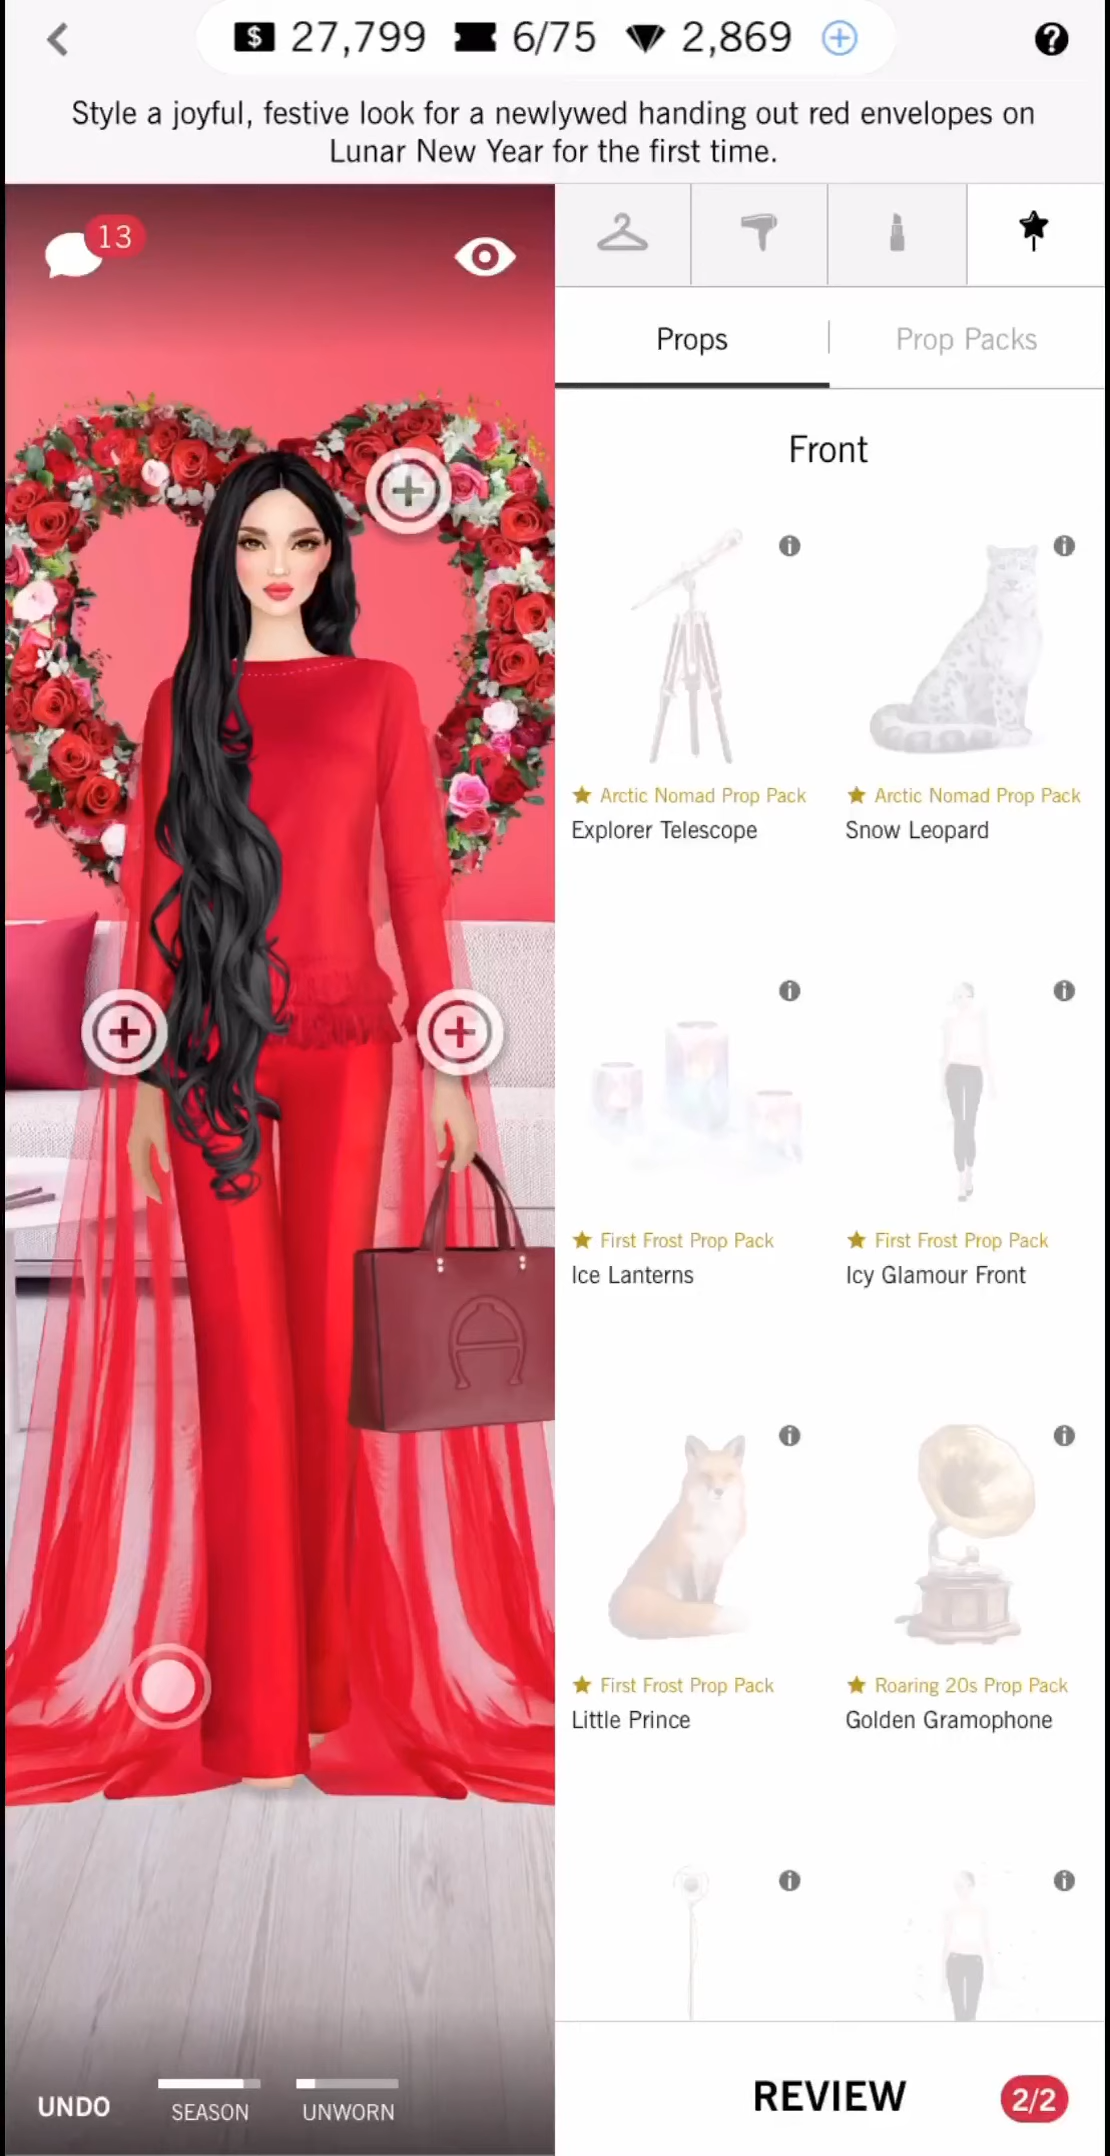 $ 27,799 6/75 2,869
Style a joyful, festive look for a newlywed handing out red envelopes on
Lunar New Year for the first time.
13
Props
Prop Packs
Front
Arctic Nomad Prop Pack
Explorer Telescope
Arctic Nomad Prop Pack
Snow Leopard
First Frost Prop Pack
Ice Lanterns
First Frost Prop Pack
Icy Glamour Front
First Frost Prop Pack
Little Prince
Roaring 20s Prop Pack
Golden Gramophone
UNDO
SEASON
UNWORN
REVIEW
2/2